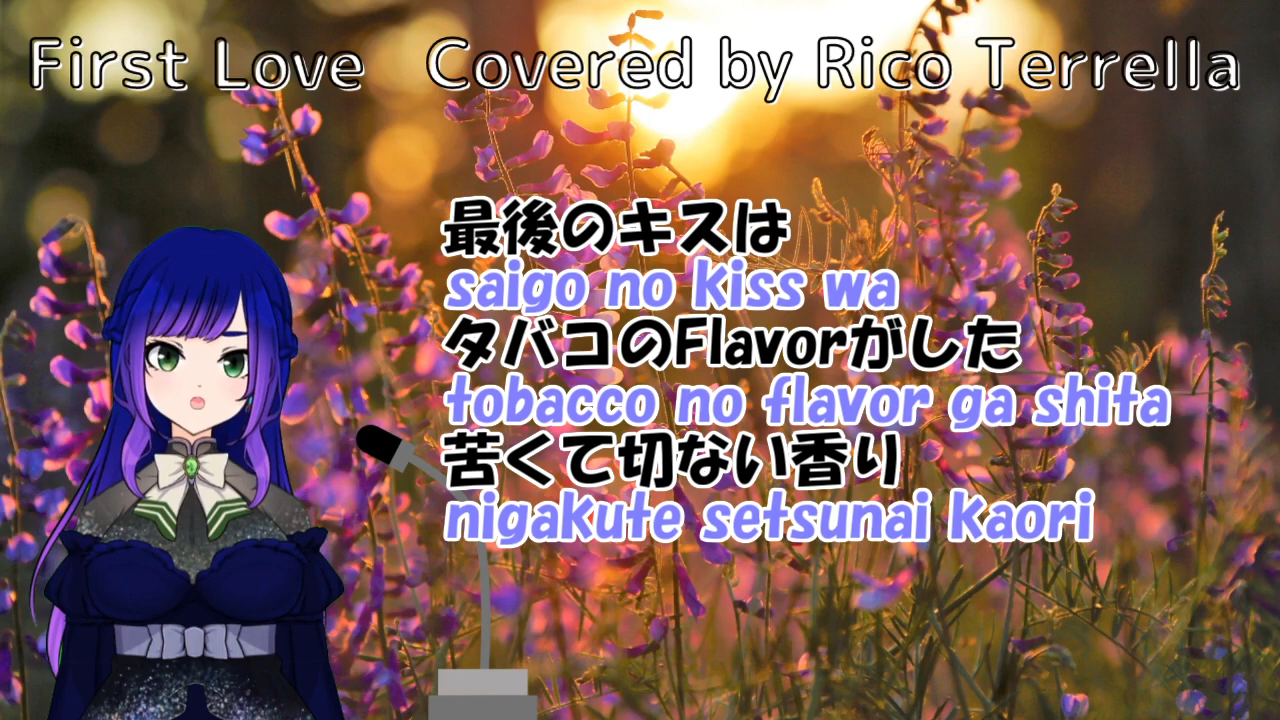 First Love　Covered by Rico Terrella
最後のキスは
saigo no kiss wa
タバコのFlavorがした
tobacco no flavor ga shita
苦くて切ない香り
nigakute setsunai kaori